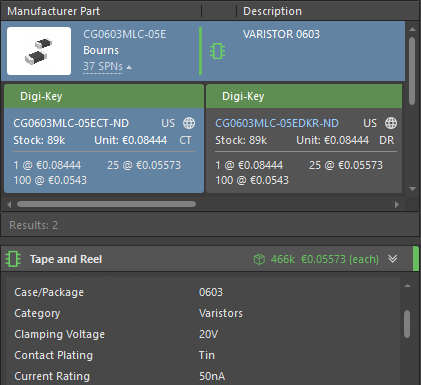 Manufacturer Part Description
CG0603MLC-05E VARISTOR 0603
Bourns
37 SPNs
Digi-Key Digi-Key
CG0603MLC-05ECT-ND US CG0603MLC-05EDKR-ND US
Stock: 89k Unit: €0.08444 CT Stock: 89k Unit: €0.08444 DR
1 @ €0.08444 25 @ €0.05573 1 @ €0.08444 25 @ €0.05573
100 @ €0.0543 100 @ €0.0543
Results: 2
Tape and Reel 466k €0.05573 (each)
Case/Package 0603
Category Varistors
Clamping Voltage 20V
Contact Plating Tin
Current Rating 50nA